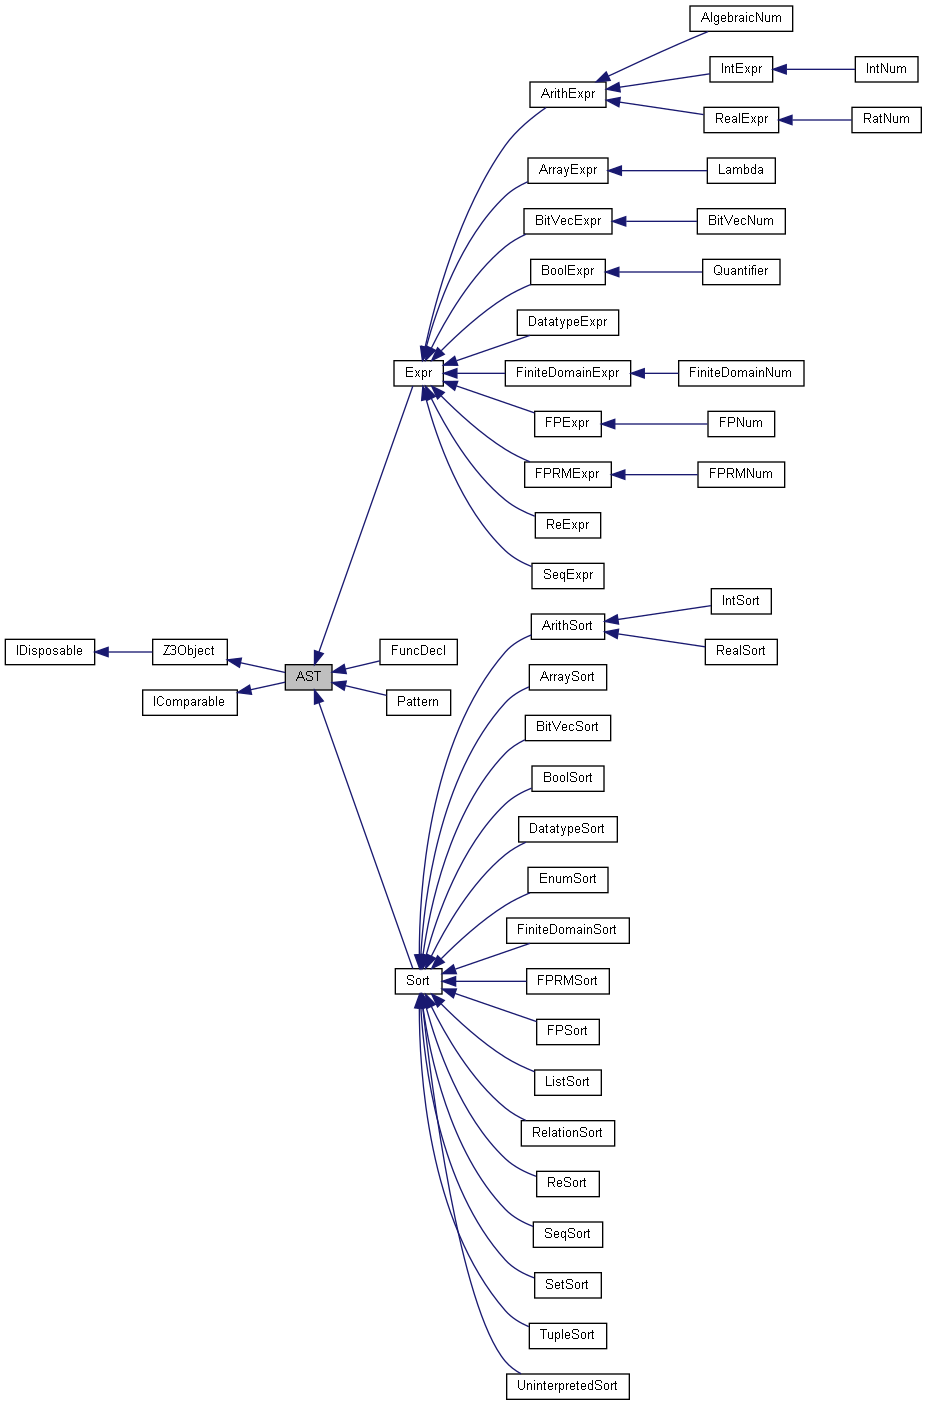 AlgebraicNum
IntExpr
IntNum
ArithExpr
RealExpr
RatNum
ArrayExpr
Lambda
BitVecExpr
BitVecNum
BoolExpr
Quantifier
DatatypeExpr
Expr
FiniteDomainExpr
FiniteDomainNum
FPExpr
FPNum
FPRMExpr
FPRMNum
ReExpr
SeqExpr
IntSort
ArithSort
RealSort
IDisposable
Z3Object
FuncDecl
AST
ArraySort
IComparable
Pattern
BitVecSort
BoolSort
DatatypeSort
EnumSort
FiniteDomainSort
Sort
FPRMSort
FPSort
ListSort
RelationSort
ReSort
SeqSort
SetSort
TupleSort
UninterpretedSort